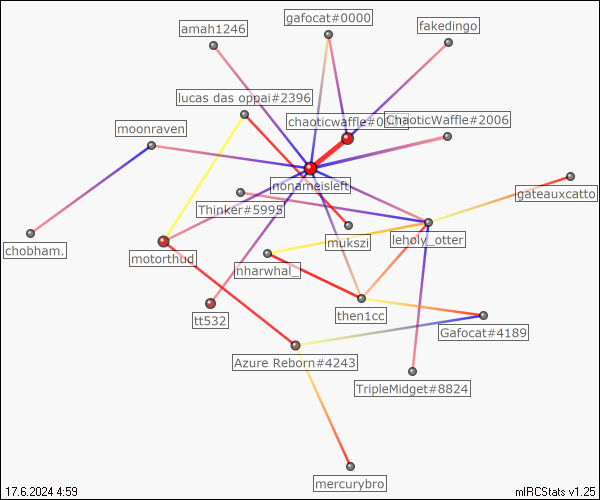 gafocat#0000
amah1246
fakedingo
lucas das oppai#2396
chaoticwaffle#0
ChaoticWaffle#2006
moonraven
nonameisleft
gateauxcatto
Thinker#5995
mukszi
leholy_otter
chobham.
motorthud
nharwhal_
tt532
then1cc
Gafocat#4189
Azure Reborn#4243
TripleMidget#8824
mercurybro
17.6.2024 4:59
mIRCStats v1.25